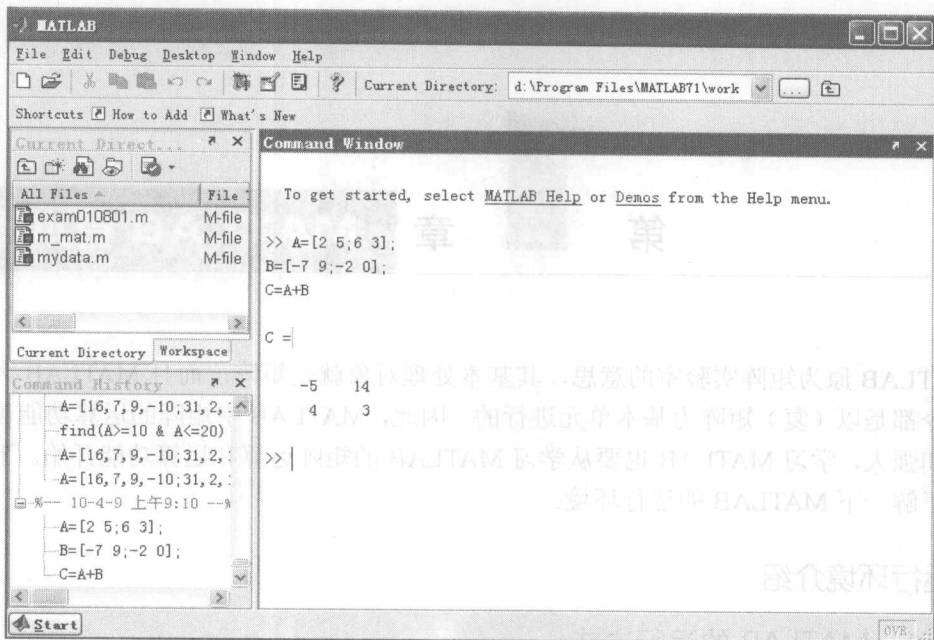 MATLAB
File Edit Debug Desktop Window Help
Current Directory: d:\Program Files\MATLAB71\work ...
Shortcuts How to Add What's New
Current Direct...
All Files File
exam010801.m M-file
m_mat.m M-file
mydata.m M-file
Current Directory Workspace
Command History
A=[16,7,9,-10;31,2,
find(A>=10 & A<=20)
A=[16,7,9,-10;31,2,
A=[16,7,9,-10;31,2,
%-- 10-4-9 上午9:10 --%
A=[2 5;6 3];
B=[-7 9;-2 0];
C=A+B
Start
Command Window
To get started, select MATLAB Help or Demos from the Help menu.
>> A=[2 5;6 3];
B=[-7 9;-2 0];
C=A+B
C =
-5 14
4 3
>>
OVR